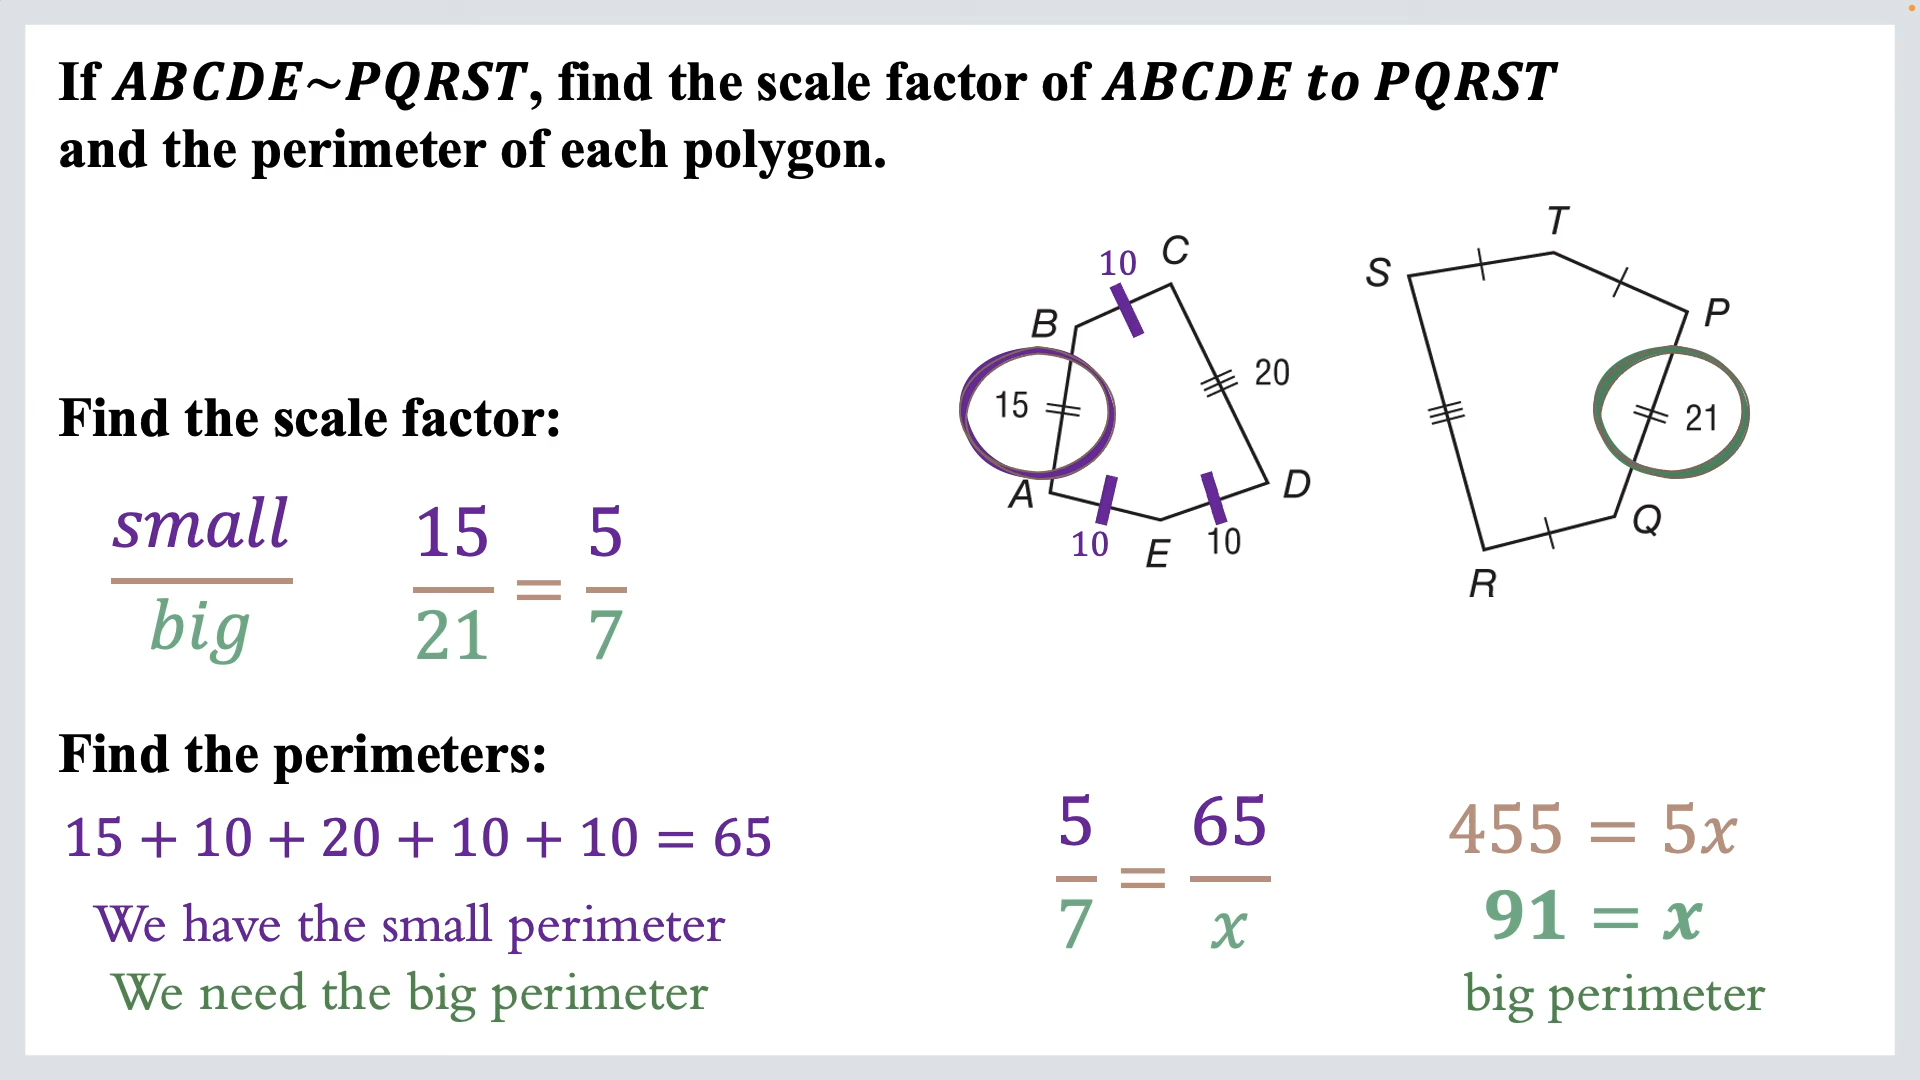 If ABCDE~PQRST, find the scale factor of ABCDE to PQRST
and the perimeter of each polygon.
T
C
10
S
B
P
20
15
21
A
D
Q
10
E
10
R
Find the scale factor:
small
big
15
21
=
5
7
Find the perimeters:
15 + 10 + 20 + 10 + 10 = 65
We have the small perimeter
We need the big perimeter
5
7
=
65
x
455 = 5x
91 = x
big perimeter